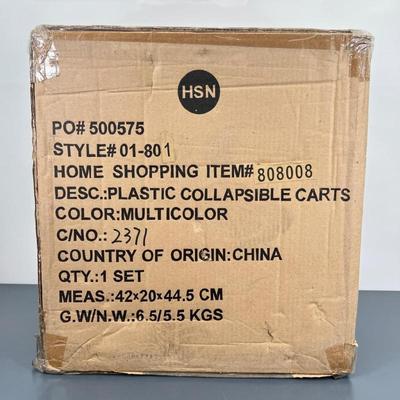 HSN
PO# 500575
STYLE# 01-801
HOME SHOPPING ITEM# 808008
DESC.:PLASTIC COLLAPSIBLE CARTS
COLOR:MULTICOLOR
C/NO.: 2371
COUNTRY OF ORIGIN:CHINA
QTY.:1 SET
MEAS.:42×20×44.5 CM
G.W/N.W.:6.5/5.5 KGS